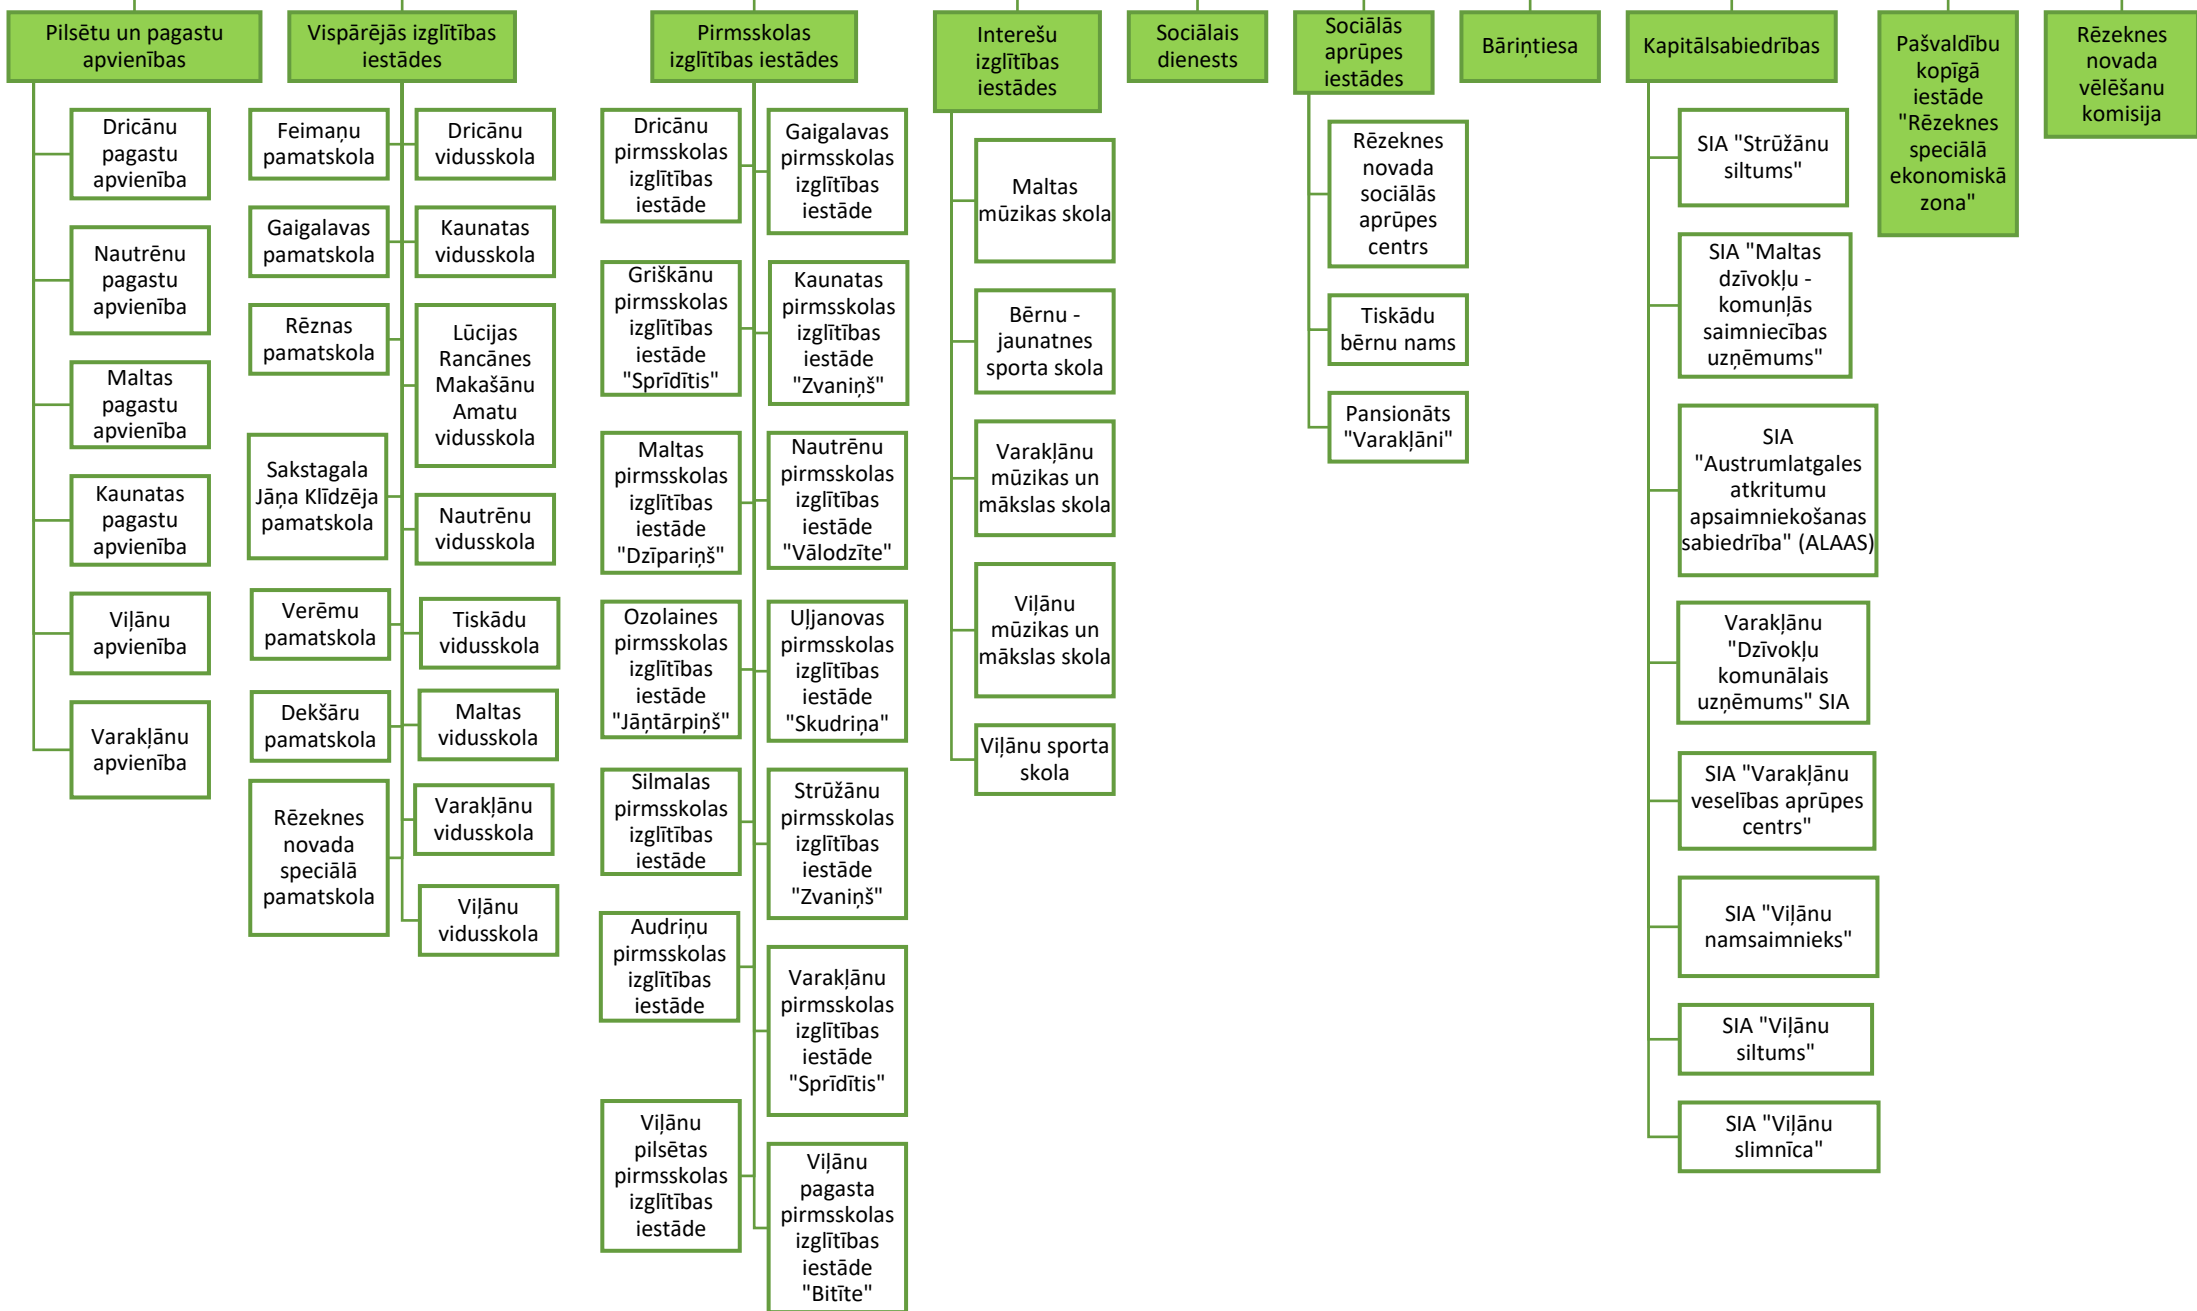 Pilsētu un pagastu
apvienības
Dricānu
pagastu
apvienība
Nautrēnu
pagastu
apvienība
Maltas
pagastu
apvienība
Kaunatas
pagastu
apvienība
Viļānu
apvienība
Varakļānu
apvienība
Vispārējās izglītības
iestādes
Feimaņu
pamatskola
Dricānu
vidusskola
Gaigalavas
pamatskola
Kaunatas
vidusskola
Rēznas
pamatskola
Lūcijas
Rancānes
Makašānu
Amatu
vidusskola
Sakstagala
Jāņa Klīdzēja
pamatskola
Nautrēnu
vidusskola
Verēmu
pamatskola
Tiskādu
vidusskola
Dekšāru
pamatskola
Maltas
vidusskola
Rēzeknes
novada
speciālā
pamatskola
Varakļānu
vidusskola
Viļānu
vidusskola
Pirmsskolas
izglītības iestādes
Dricānu
pirmsskolas
izglītības
iestāde
Gaigalavas
pirmsskolas
izglītības
iestāde
Griškānu
pirmsskolas
izglītības
iestāde
"Sprīdītis"
Kaunatas
pirmsskolas
izglītības
iestāde
"Zvaniņš"
Maltas
pirmsskolas
izglītības
iestāde
"Dzīpariņš"
Nautrēnu
pirmsskolas
izglītības
iestāde
"Vālodzīte"
Ozolaines
pirmsskolas
izglītības
iestāde
"Jāņtārpiņš"
Uļjanovas
pirmsskolas
izglītības
iestāde
"Skudriņa"
Silmalas
pirmsskolas
izglītības
iestāde
Strūžānu
pirmsskolas
izglītības
iestāde
"Zvaniņš"
Audriņu
pirmsskolas
izglītības
iestāde
Varakļānu
pirmsskolas
izglītības
iestāde
"Sprīdītis"
Viļānu
pilsētas
pirmsskolas
izglītības
iestāde
Viļānu
pagasta
pirmsskolas
izglītības
iestāde
"Bitīte"
Interešu
izglītības
iestādes
Maltas
mūzikas skola
Bērnu -
jaunatnes
sporta skola
Varakļānu
mūzikas un
mākslas skola
Viļānu
mūzikas un
mākslas skola
Viļānu sporta
skola
Sociālais
dienests
Sociālās
aprūpes
iestādes
Rēzeknes
novada
sociālās
aprūpes
centrs
Tiskādu
bērnu nams
Pansionāts
"Varakļāni"
Bāriņtiesa
Kapitālsabiedrības
SIA "Strūžānu
siltums"
SIA "Maltas
dzīvokļu -
komunļās
saimniecības
uzņēmums"
SIA
"Austrumlatgales
atkritumu
apsaimniekošanas
sabiedrība" (ALAAS)
Varakļānu
"Dzīvokļu
komunālais
uzņēmums" SIA
SIA "Varakļānu
veselības aprūpes
centrs"
SIA "Viļānu
namsaimnieks"
SIA "Viļānu
siltums"
SIA "Viļānu
slimnīca"
Pašvaldību
kopīgā
iestāde
"Rēzeknes
speciālā
ekonomiskā
zona"
Rēzeknes
novada
vēlēšanu
komisija